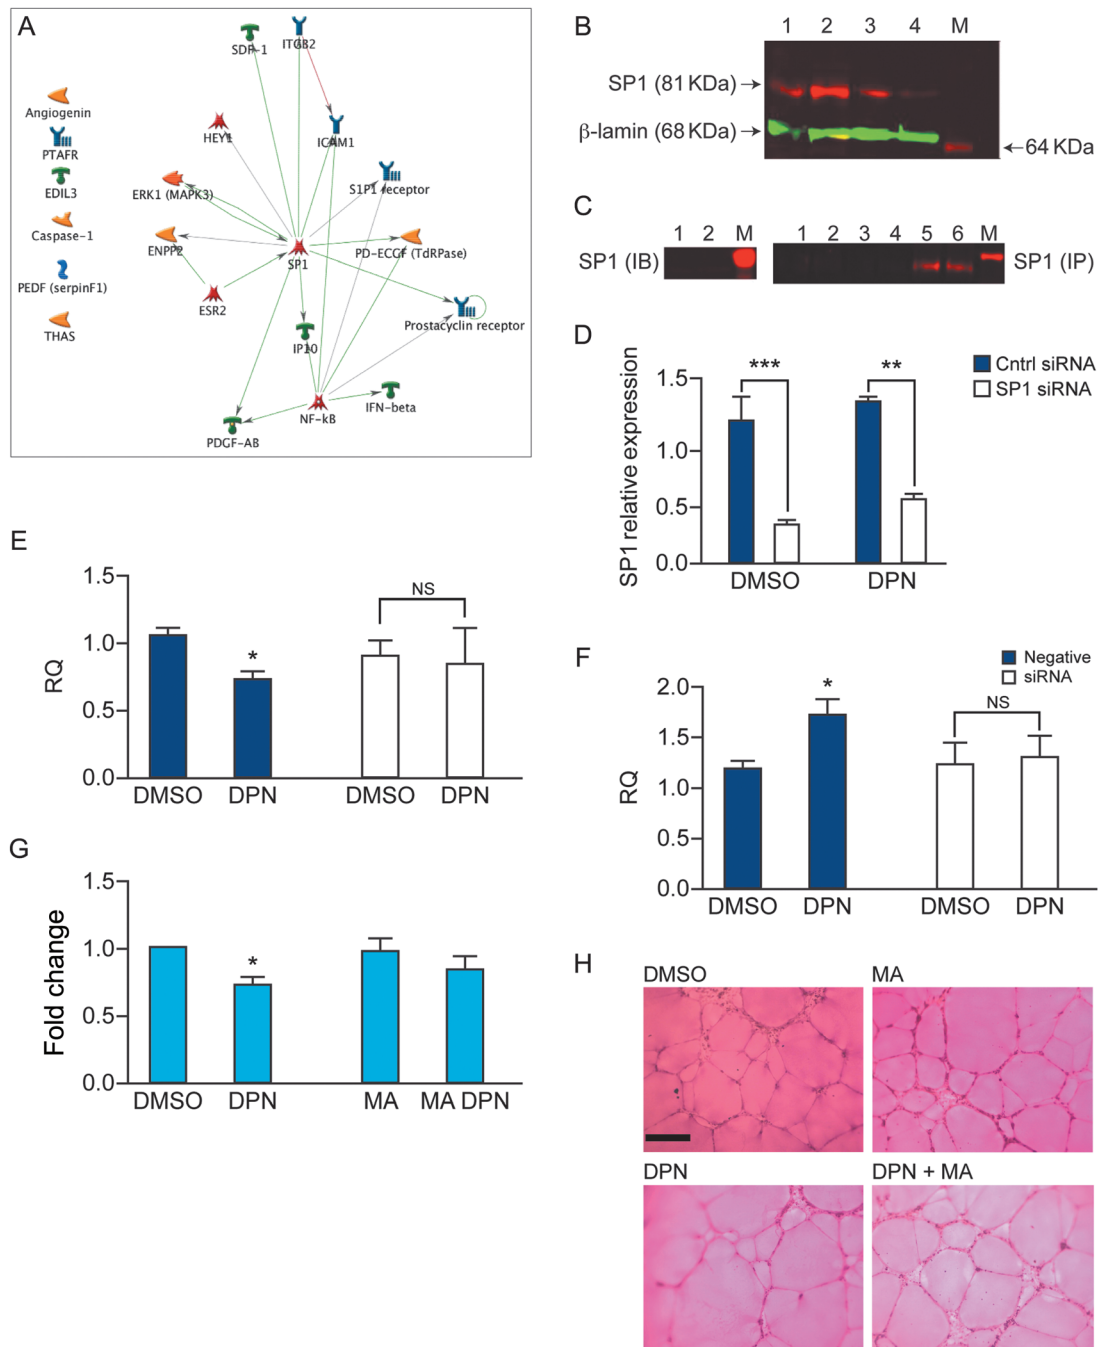 A
SDF-1
ITGB2
Angiogenin
HEY1
ICAM1
PTAFR
S1P1 receptor
EDIL3
ERK1 (MAPK3)
Caspase-1
ENPP2
SP1
PD-ECGF (TdRPase)
PEDF (serpinF1)
ESR2
Prostacyclin receptor
THAS
IP10
NF-kB
IFN-beta
PDGF-AB
B
1 2 3 4 M
SP1 (81 KDa)
β-lamin (68 KDa)
64 KDa
C
1 2 M
1 2 3 4 5 6 M
SP1 (IB)
SP1 (IP)
D
Cntrl siRNA
SP1 siRNA
SP1 relative expression
1.5
1.0
0.5
0.0
***
**
DMSO DPN
E
RQ
1.5
1.0
0.5
0.0
*
NS
DMSO DPN DMSO DPN
F
Negative
siRNA
RQ
2.0
1.5
1.0
0.5
0.0
*
NS
DMSO DPN DMSO DPN
G
Fold change
1.5
1.0
0.5
0.0
*
DMSO DPN MA MA DPN
H
DMSO MA
DPN DPN + MA